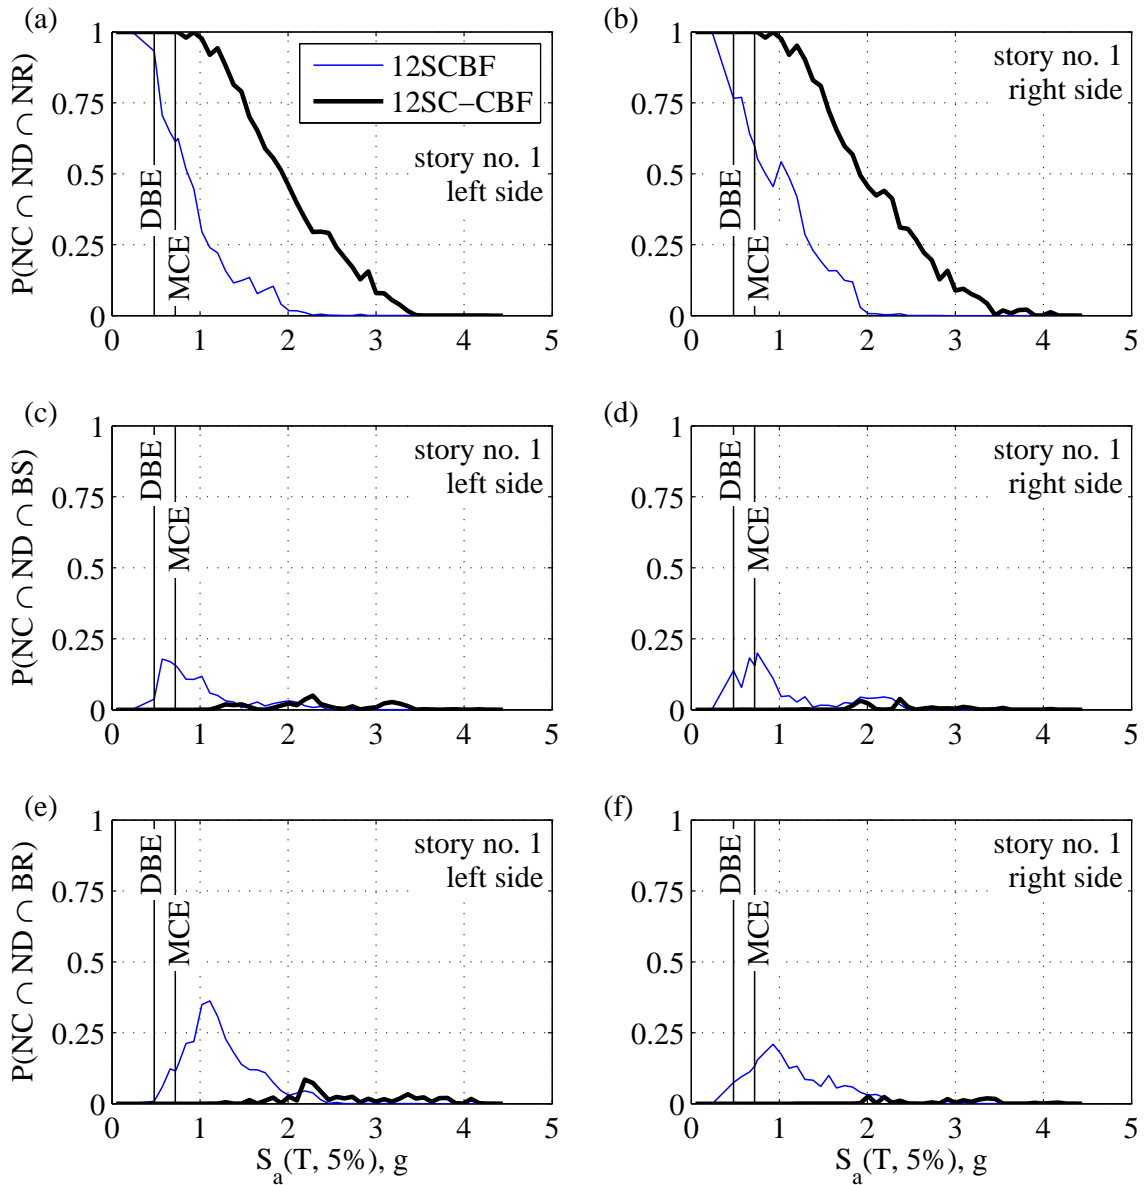 (a)
1
0.75
0.5
0.25
0
P(NC ∩ ND ∩ NR)
DBE
MCE
12SCBF
12SC−CBF
story no. 1
left side
0 1 2 3 4 5
(b)
1
0.75
0.5
0.25
0
DBE
MCE
story no. 1
right side
0 1 2 3 4 5
(c)
1
0.75
0.5
0.25
0
P(NC ∩ ND ∩ BS)
DBE
MCE
story no. 1
left side
0 1 2 3 4 5
(d)
1
0.75
0.5
0.25
0
DBE
MCE
story no. 1
right side
0 1 2 3 4 5
(e)
1
0.75
0.5
0.25
0
P(NC ∩ ND ∩ BR)
DBE
MCE
story no. 1
left side
0 1 2 3 4 5
S_a(T, 5%), g
(f)
1
0.75
0.5
0.25
0
DBE
MCE
story no. 1
right side
0 1 2 3 4 5
S_a(T, 5%), g